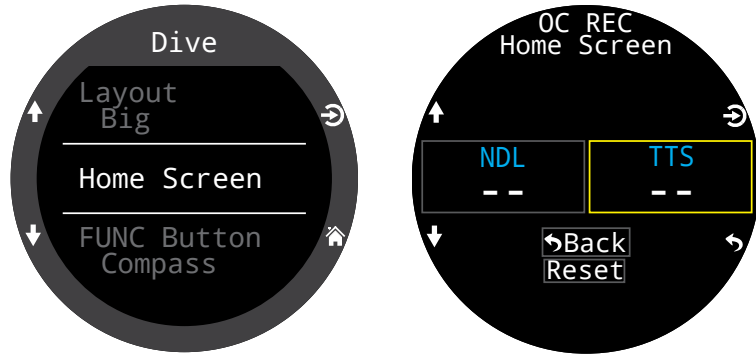 Dive
Layout
Big
Home Screen
FUNC Button
Compass
OC REC
Home Screen
NDL
TTS
--
--
Back
Reset